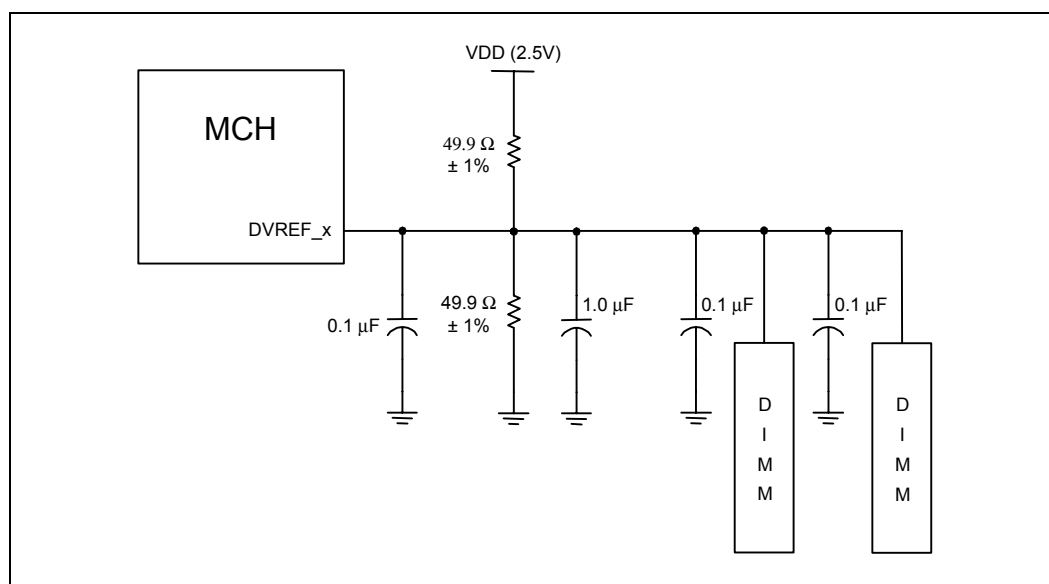 VDD (2.5V)
MCH
49.9 Ω
± 1%
DVREF_x
0.1 μF
49.9 Ω
± 1%
1.0 μF
0.1 μF
0.1 μF
D
I
M
M
D
I
M
M